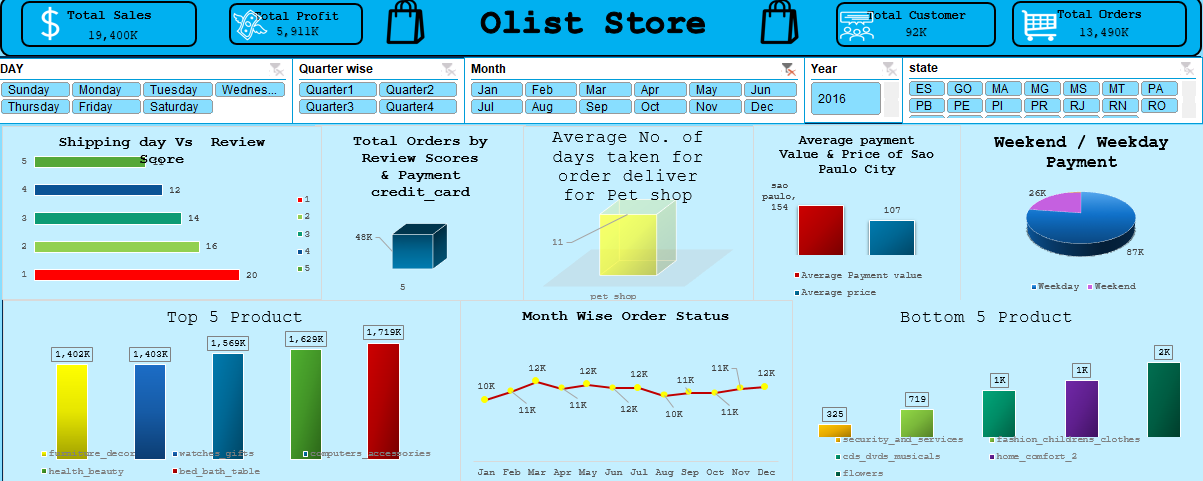 Total Sales
19,400K
Total Profit
5,911K
Olist Store
Total Customer
92K
Total Orders
13,490K
DAY
Sunday Monday Tuesday Wednes...
Thursday Friday Saturday
Quarter wise
Quarter1 Quarter2
Quarter3 Quarter4
Month
Jan Feb Mar Apr May Jun
Jul Aug Sep Oct Nov Dec
Year
2016
state
ES GO MA MG MS MT PA
PB PE PI PR RJ RN RO
Shipping day Vs Review
Score
5
4 12
3 14
2 16
1 20
1
2
3
4
5
Total Orders by
Review Scores
& Payment
credit_card
48K
5
Average No. of
days taken for
order deliver
for Pet shop
11
pet shop
Average payment
Value & Price of Sao
Paulo City
sao
paulo,
154
107
Average Payment value
Average price
Weekend / Weekday
Payment
26K
87K
Weekday Weekend
Top 5 Product
1,402K 1,403K 1,569K 1,629K 1,719K
furniture_decor watches_gifts computers_accessories
health_beauty bed_bath_table
Month Wise Order Status
10K 11K 12K 11K 12K 12K 12K 10K 11K 11K 11K 12K
Jan Feb Mar Apr May Jun Jul Aug Sep Oct Nov Dec
Bottom 5 Product
325 719 1K 1K 2K
security_and_services fashion_childrens_clothes
cds_dvds_musicals home_comfort_2
flowers